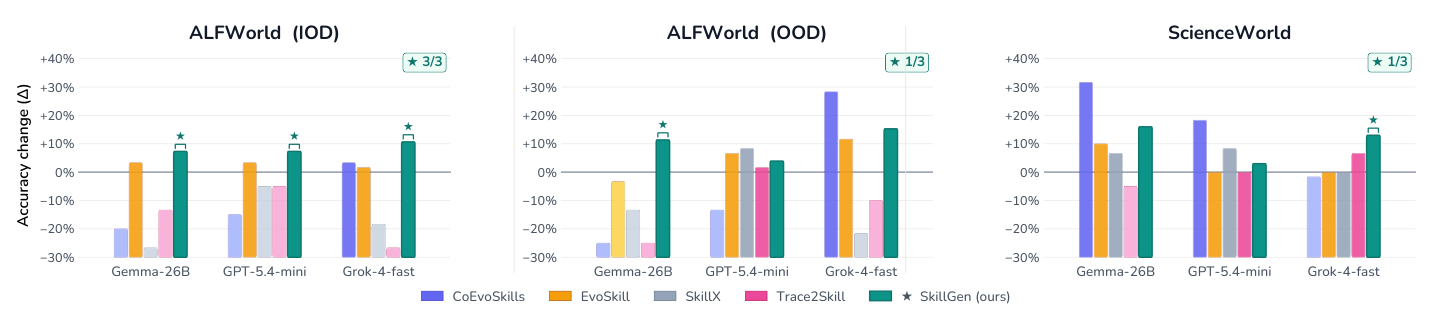 ALFWorld (IOD)
★ 3/3
Accuracy change (Δ)
+40%
+30%
+20%
+10%
0%
−10%
−20%
−30%
★
★
★
Gemma-26B
GPT-5.4-mini
Grok-4-fast
ALFWorld (OOD)
★ 1/3
+40%
+30%
+20%
+10%
0%
−10%
−20%
−30%
★
Gemma-26B
GPT-5.4-mini
Grok-4-fast
ScienceWorld
★ 1/3
+40%
+30%
+20%
+10%
0%
−10%
−20%
−30%
★
Gemma-26B
GPT-5.4-mini
Grok-4-fast
CoEvoSkills
EvoSkill
SkillX
Trace2Skill
★ SkillGen (ours)